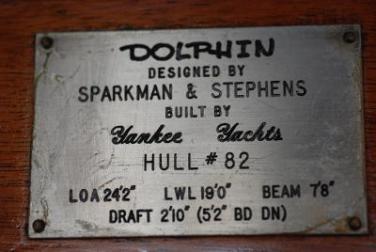 DOLPHIN
DESIGNED BY
SPARKMAN & STEPHENS
BUILT BY
Yankee Yachts
HULL # 82
LOA 24'2" LWL 19'0" BEAM 7'8"
DRAFT 2'10" (5'2" BD DN)